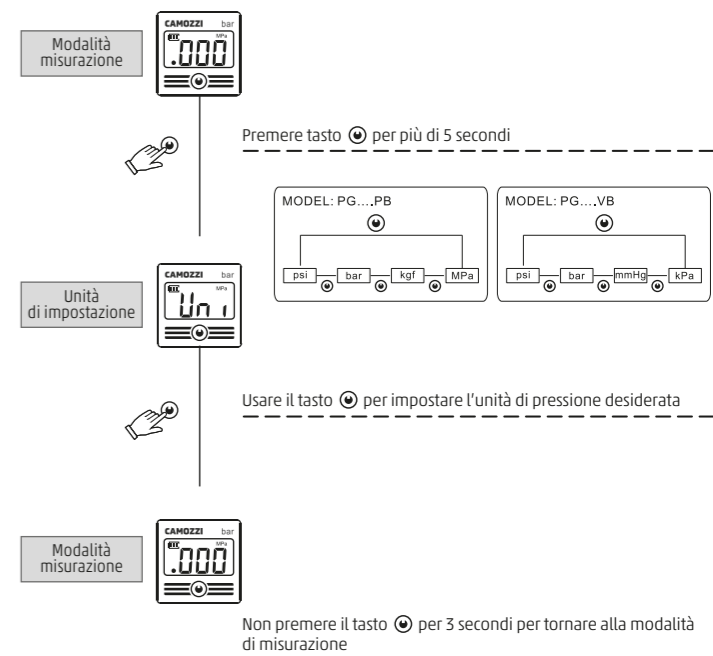 CAMOZZI bar
MPa
.000
Modalità
misurazione
Premere tasto per più di 5 secondi
MODEL: PG....PB
psi bar kgf MPa
MODEL: PG....VB
psi bar mmHg kPa
CAMOZZI bar
MPa
Uni
Unità
di impostazione
Usare il tasto per impostare l'unità di pressione desiderata
CAMOZZI bar
MPa
.000
Modalità
misurazione
Non premere il tasto per 3 secondi per tornare alla modalità
di misurazione